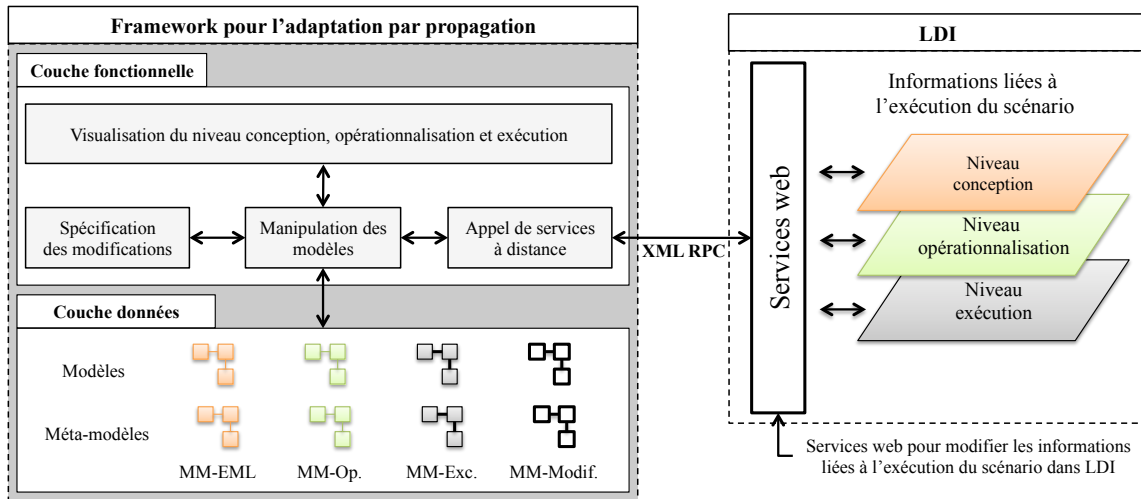 Framework pour l’adaptation par propagation
Couche fonctionnelle
Visualisation du niveau conception, opérationnalisation et exécution
Spécification
des modifications
Manipulation des
modèles
Appel de services
à distance
XML RPC
Couche données
Modèles
Méta-modèles
MM-EML
MM-Op.
MM-Exc.
MM-Modif.
LDI
Services web
Informations liées à
l’exécution du scénario
Niveau
conception
Niveau
opérationnalisation
Niveau
exécution
Services web pour modifier les informations
liées à l’exécution du scénario dans LDI